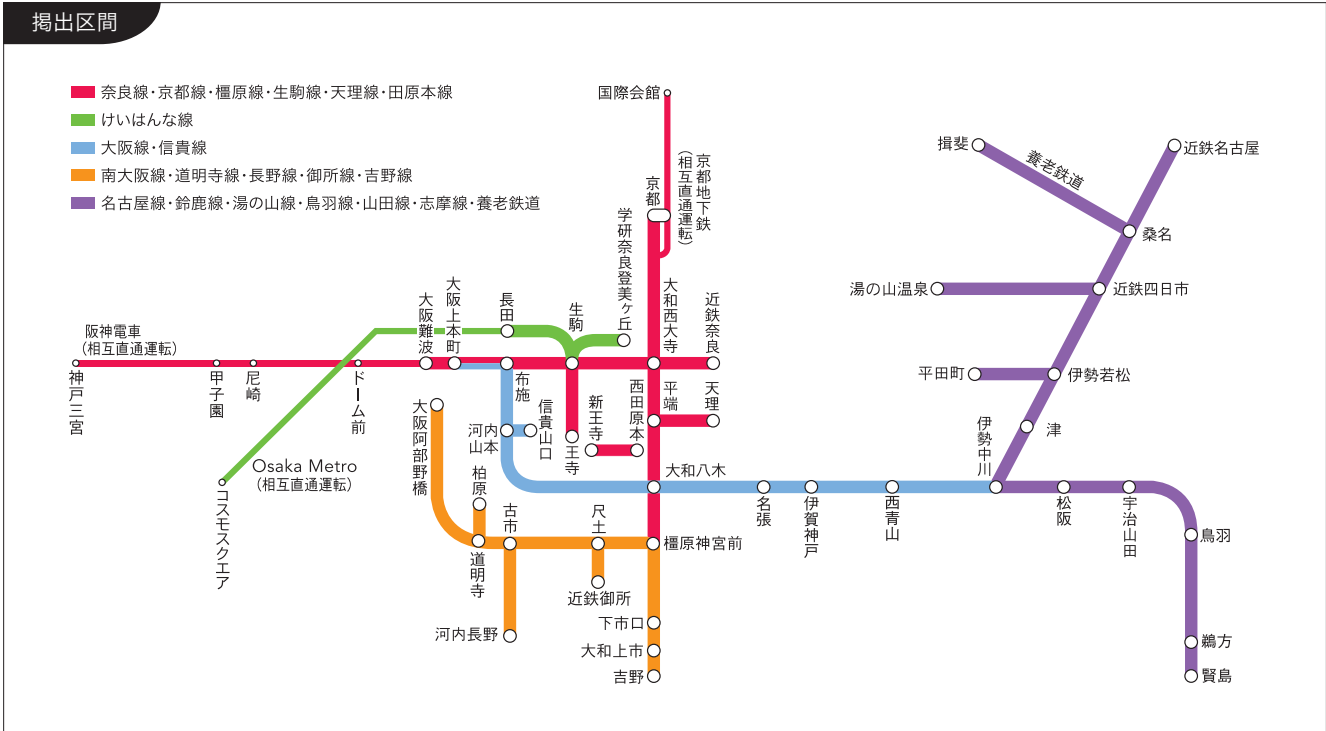 掲出区間
奈良線・京都線・橿原線・生駒線・天理線・田原本線
けいはんな線
大阪線・信貴線
南大阪線・道明寺線・長野線・御所線・吉野線
名古屋線・鈴鹿線・湯の山線・鳥羽線・山田線・志摩線・養老鉄道
国際会館
京都地下鉄
(相互直通運転)
京都
学研奈良登美ヶ丘
大和西大寺
近鉄奈良
生駒
長田
大阪上本町
大阪難波
阪神電車
(相互直通運転)
神戸三宮
甲子園
尼崎
ドーム前
布施
Osaka Metro
(相互直通運転)
コスモスクエア
大阪阿部野橋
河内
山本
信貴山口
王寺
新王寺
西田原本
平端
天理
大和八木
柏原
道明寺
古市
尺土
橿原神宮前
近鉄御所
河内長野
下市口
大和上市
吉野
名張
伊賀神戸
西青山
伊勢中川
松阪
宇治山田
鳥羽
鵜方
賢島
津
伊勢若松
平田町
近鉄四日市
湯の山温泉
桑名
養老鉄道
揖斐
近鉄名古屋